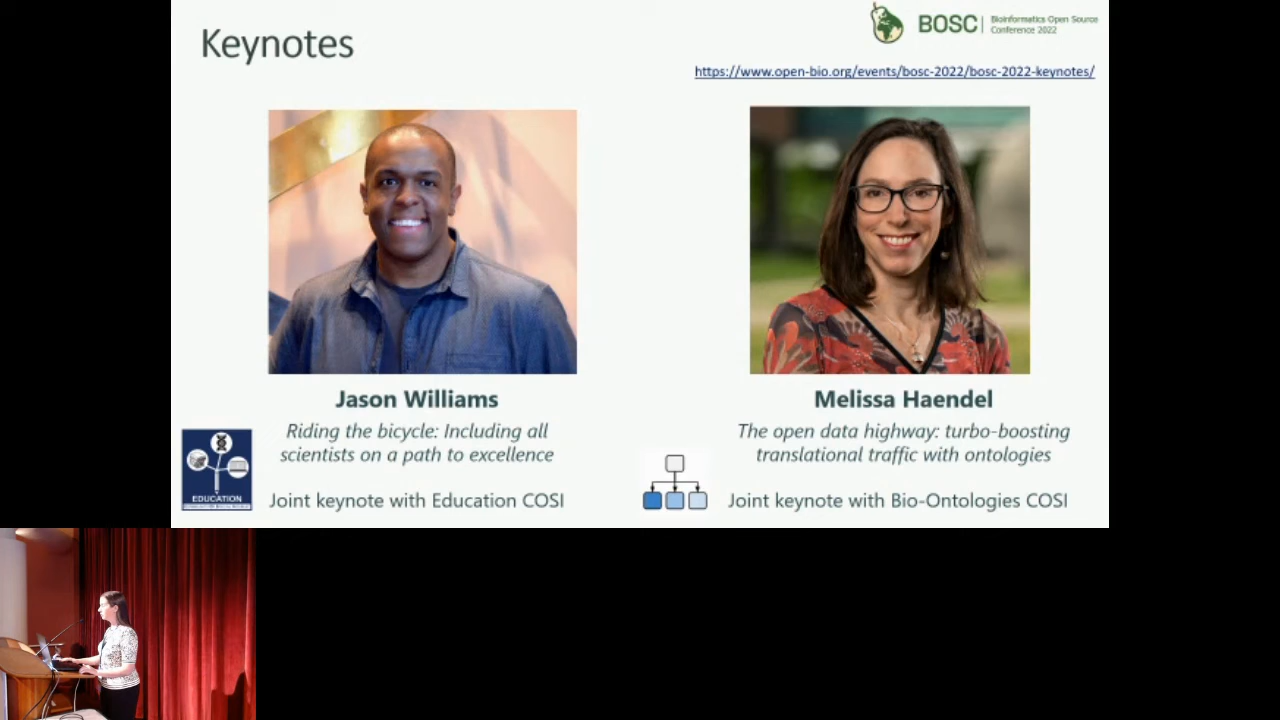 Keynotes
BOSC
Bioinformatics Open Source
Conference 2022
https://www.open-bio.org/events/bosc-2022/bosc-2022-keynotes/
Jason Williams
Riding the bicycle: Including all
scientists on a path to excellence
EDUCATION
Joint keynote with Education COSI
Melissa Haendel
The open data highway: turbo-boosting
translational traffic with ontologies
Joint keynote with Bio-Ontologies COSI